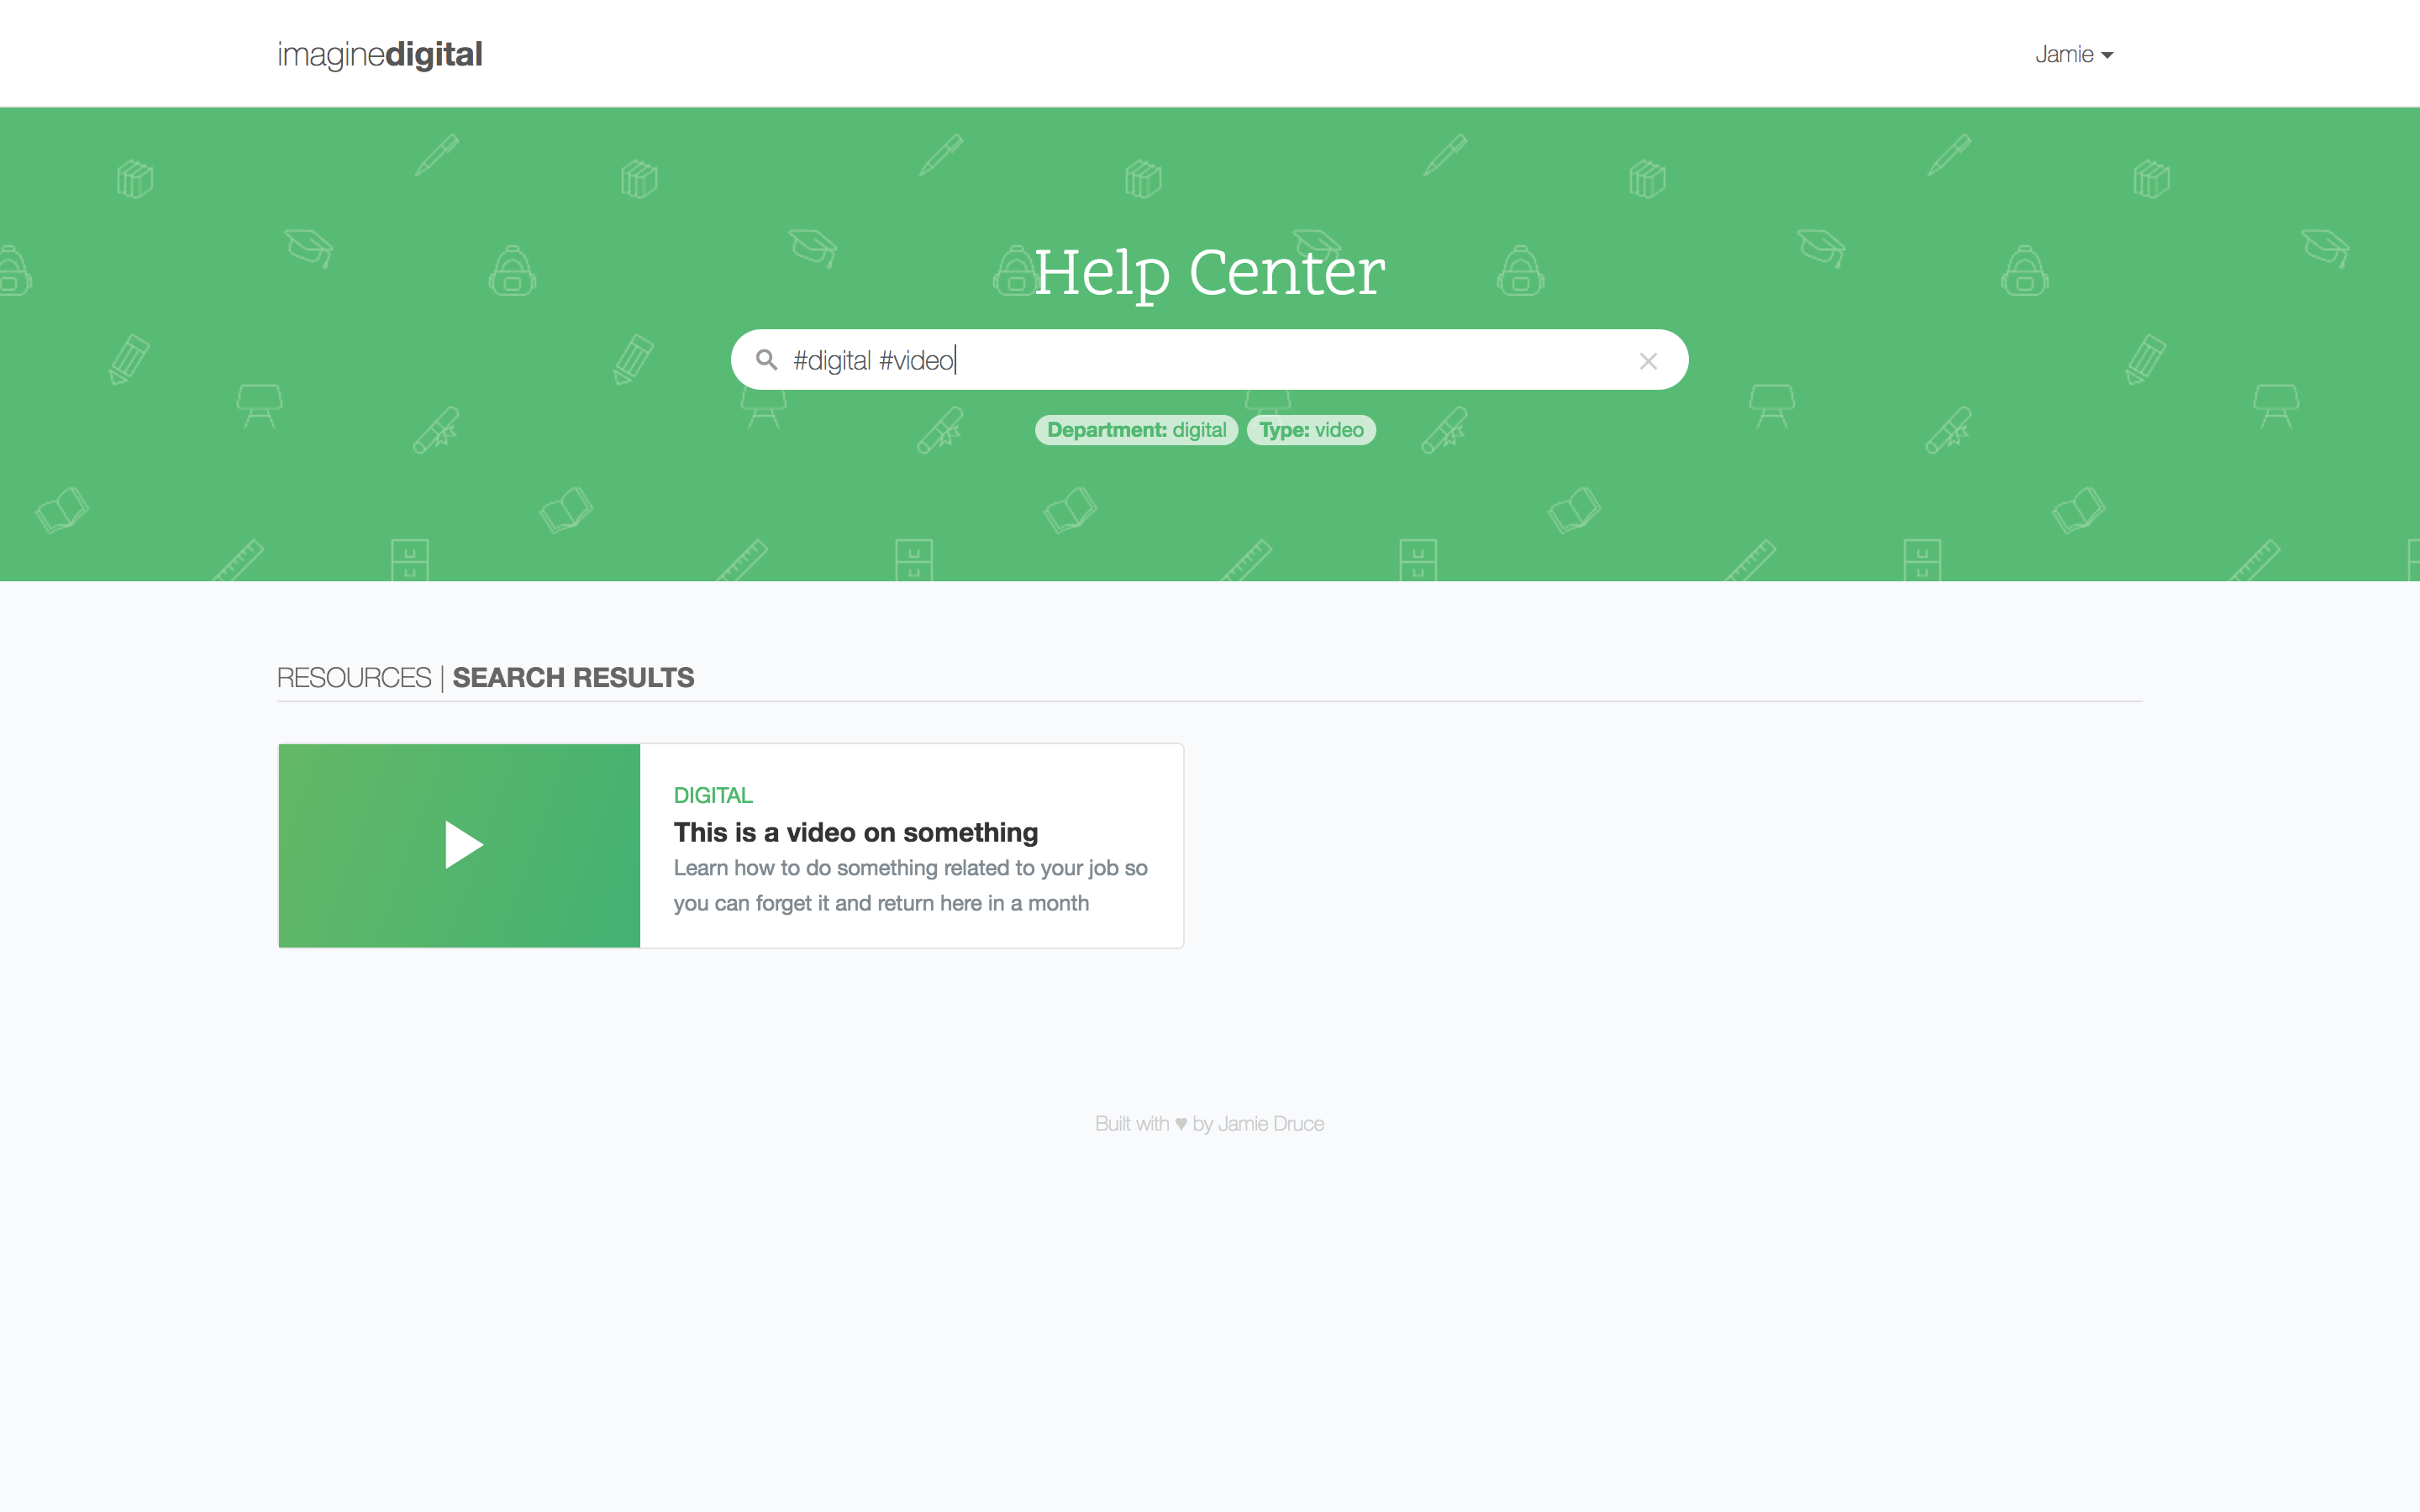 imaginedigital
Jamie
Help Center
#digital #video
Department: digital
Type: video
RESOURCES | SEARCH RESULTS
DIGITAL
This is a video on something
Learn how to do something related to your job so
you can forget it and return here in a month
Built with ♥ by Jamie Druce